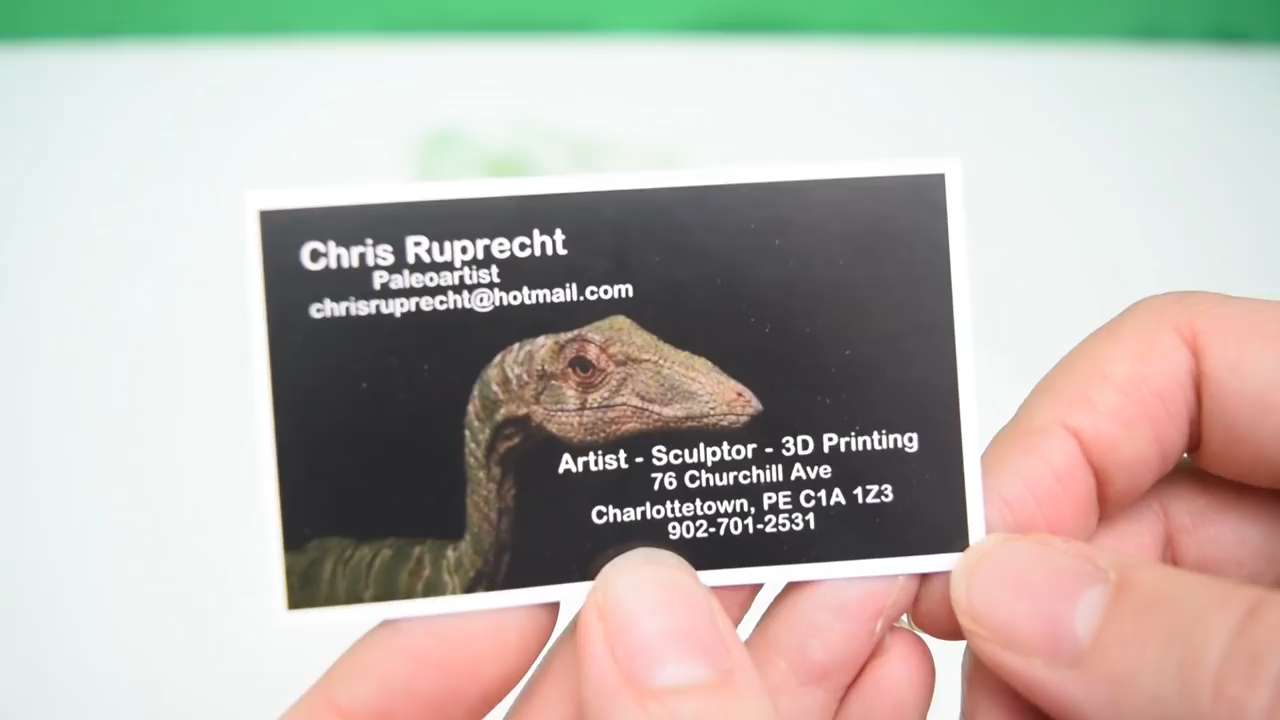 Chris Ruprecht
Paleoartist
chrisruprecht@hotmail.com
Artist - Sculptor - 3D Printing
76 Churchill Ave
Charlottetown, PE C1A 1Z3
902-701-2531